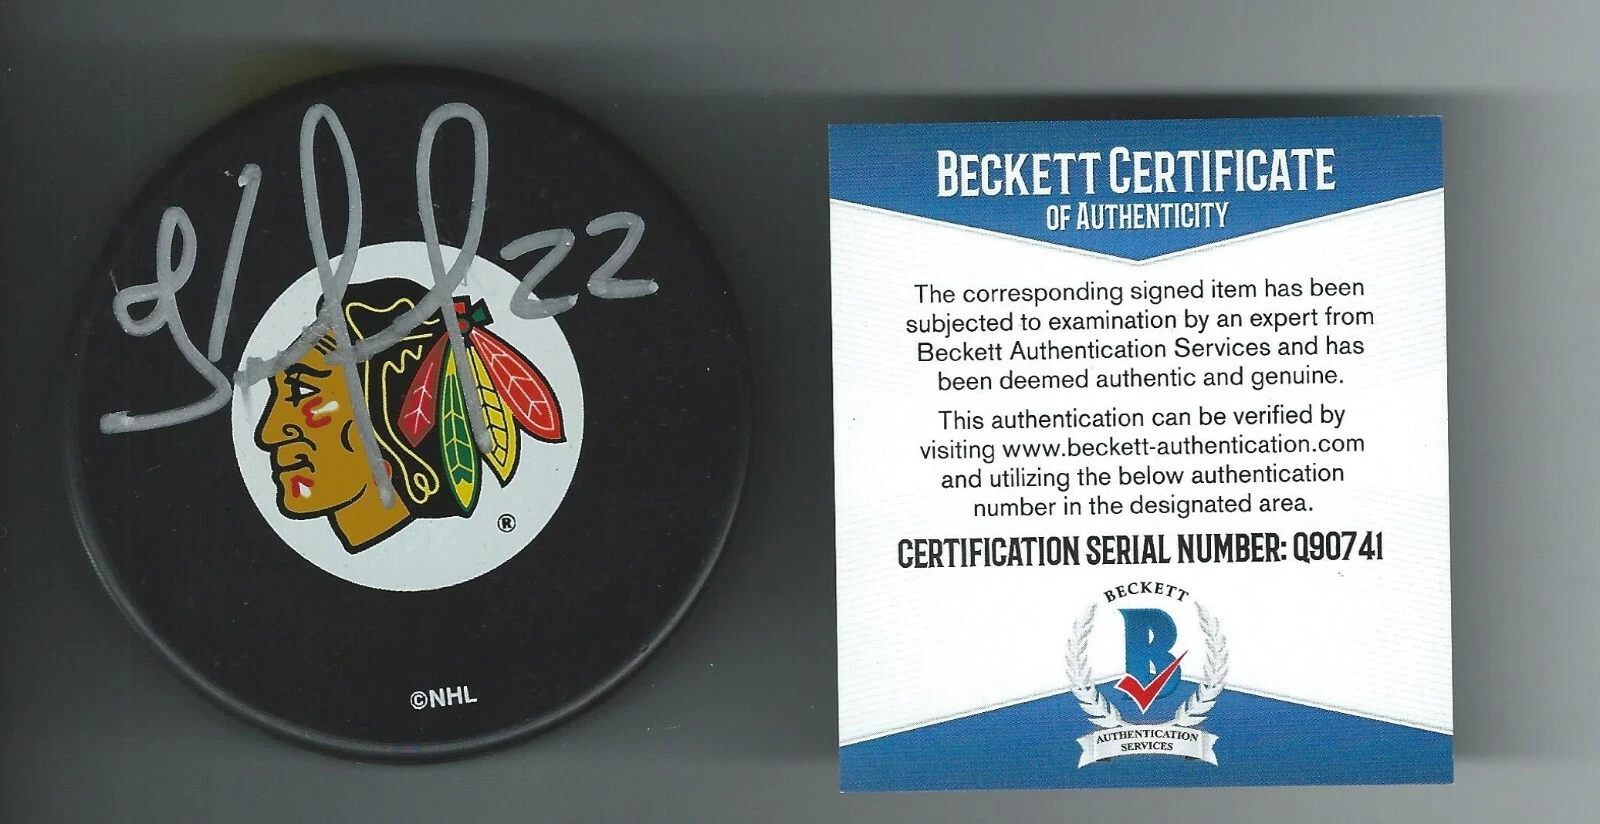 22
®
©NHL
BECKETT CERTIFICATE
OF AUTHENTICITY
The corresponding signed item has been
subjected to examination by an expert from
Beckett Authentication Services and has
been deemed authentic and genuine.
This authentication can be verified by
visiting www.beckett-authentication.com
and utilizing the below authentication
number in the designated area.
CERTIFICATION SERIAL NUMBER: Q90741
BECKETT
B
AUTHENTICATION
SERVICES